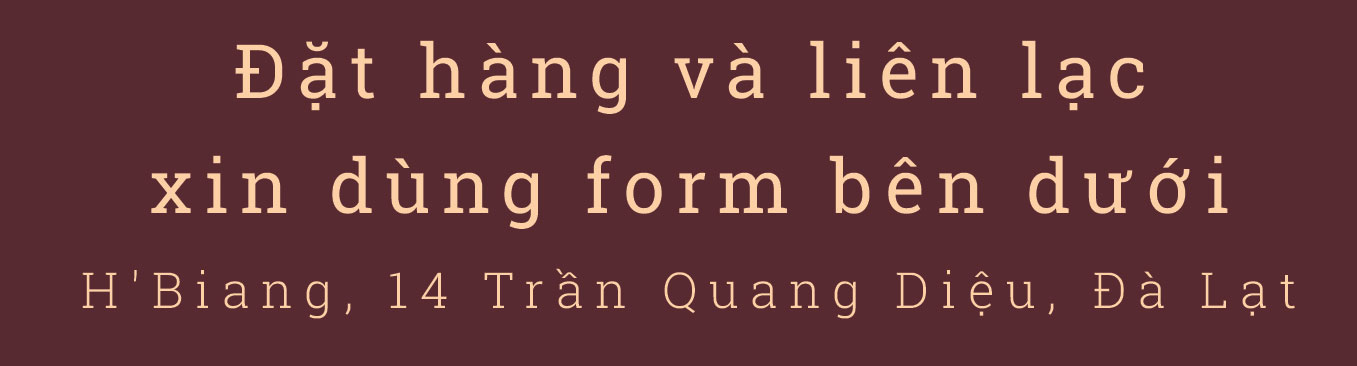 Đặt hàng và liên lạc
xin dùng form bên dưới
H'Biang, 14 Trần Quang Diệu, Đà Lạt